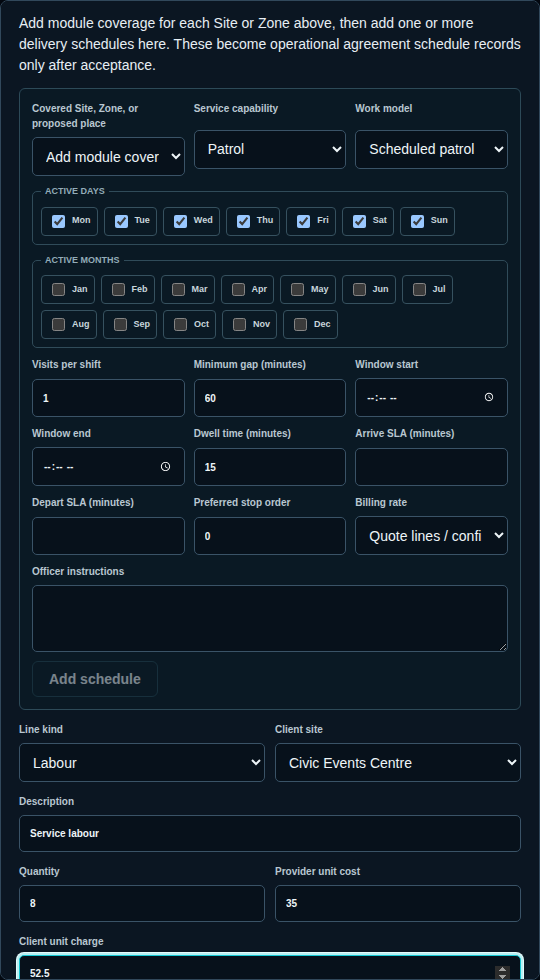 Add module coverage for each Site or Zone above, then add one or more
delivery schedules here. These become operational agreement schedule records
only after acceptance.
Covered Site, Zone, or
proposed place
Service capability
Work model
Add module cover
Patrol
Scheduled patrol
ACTIVE DAYS
Mon Tue Wed Thu Fri Sat Sun
ACTIVE MONTHS
Jan Feb Mar Apr May Jun Jul
Aug Sep Oct Nov Dec
Visits per shift Minimum gap (minutes) Window start
1 60 --:-- --
Window end Dwell time (minutes) Arrive SLA (minutes)
--:-- -- 15
Depart SLA (minutes) Preferred stop order Billing rate
0 Quote lines / confi
Officer instructions
Add schedule
Line kind Client site
Labour Civic Events Centre
Description
Service labour
Quantity Provider unit cost
8 35
Client unit charge
52.5